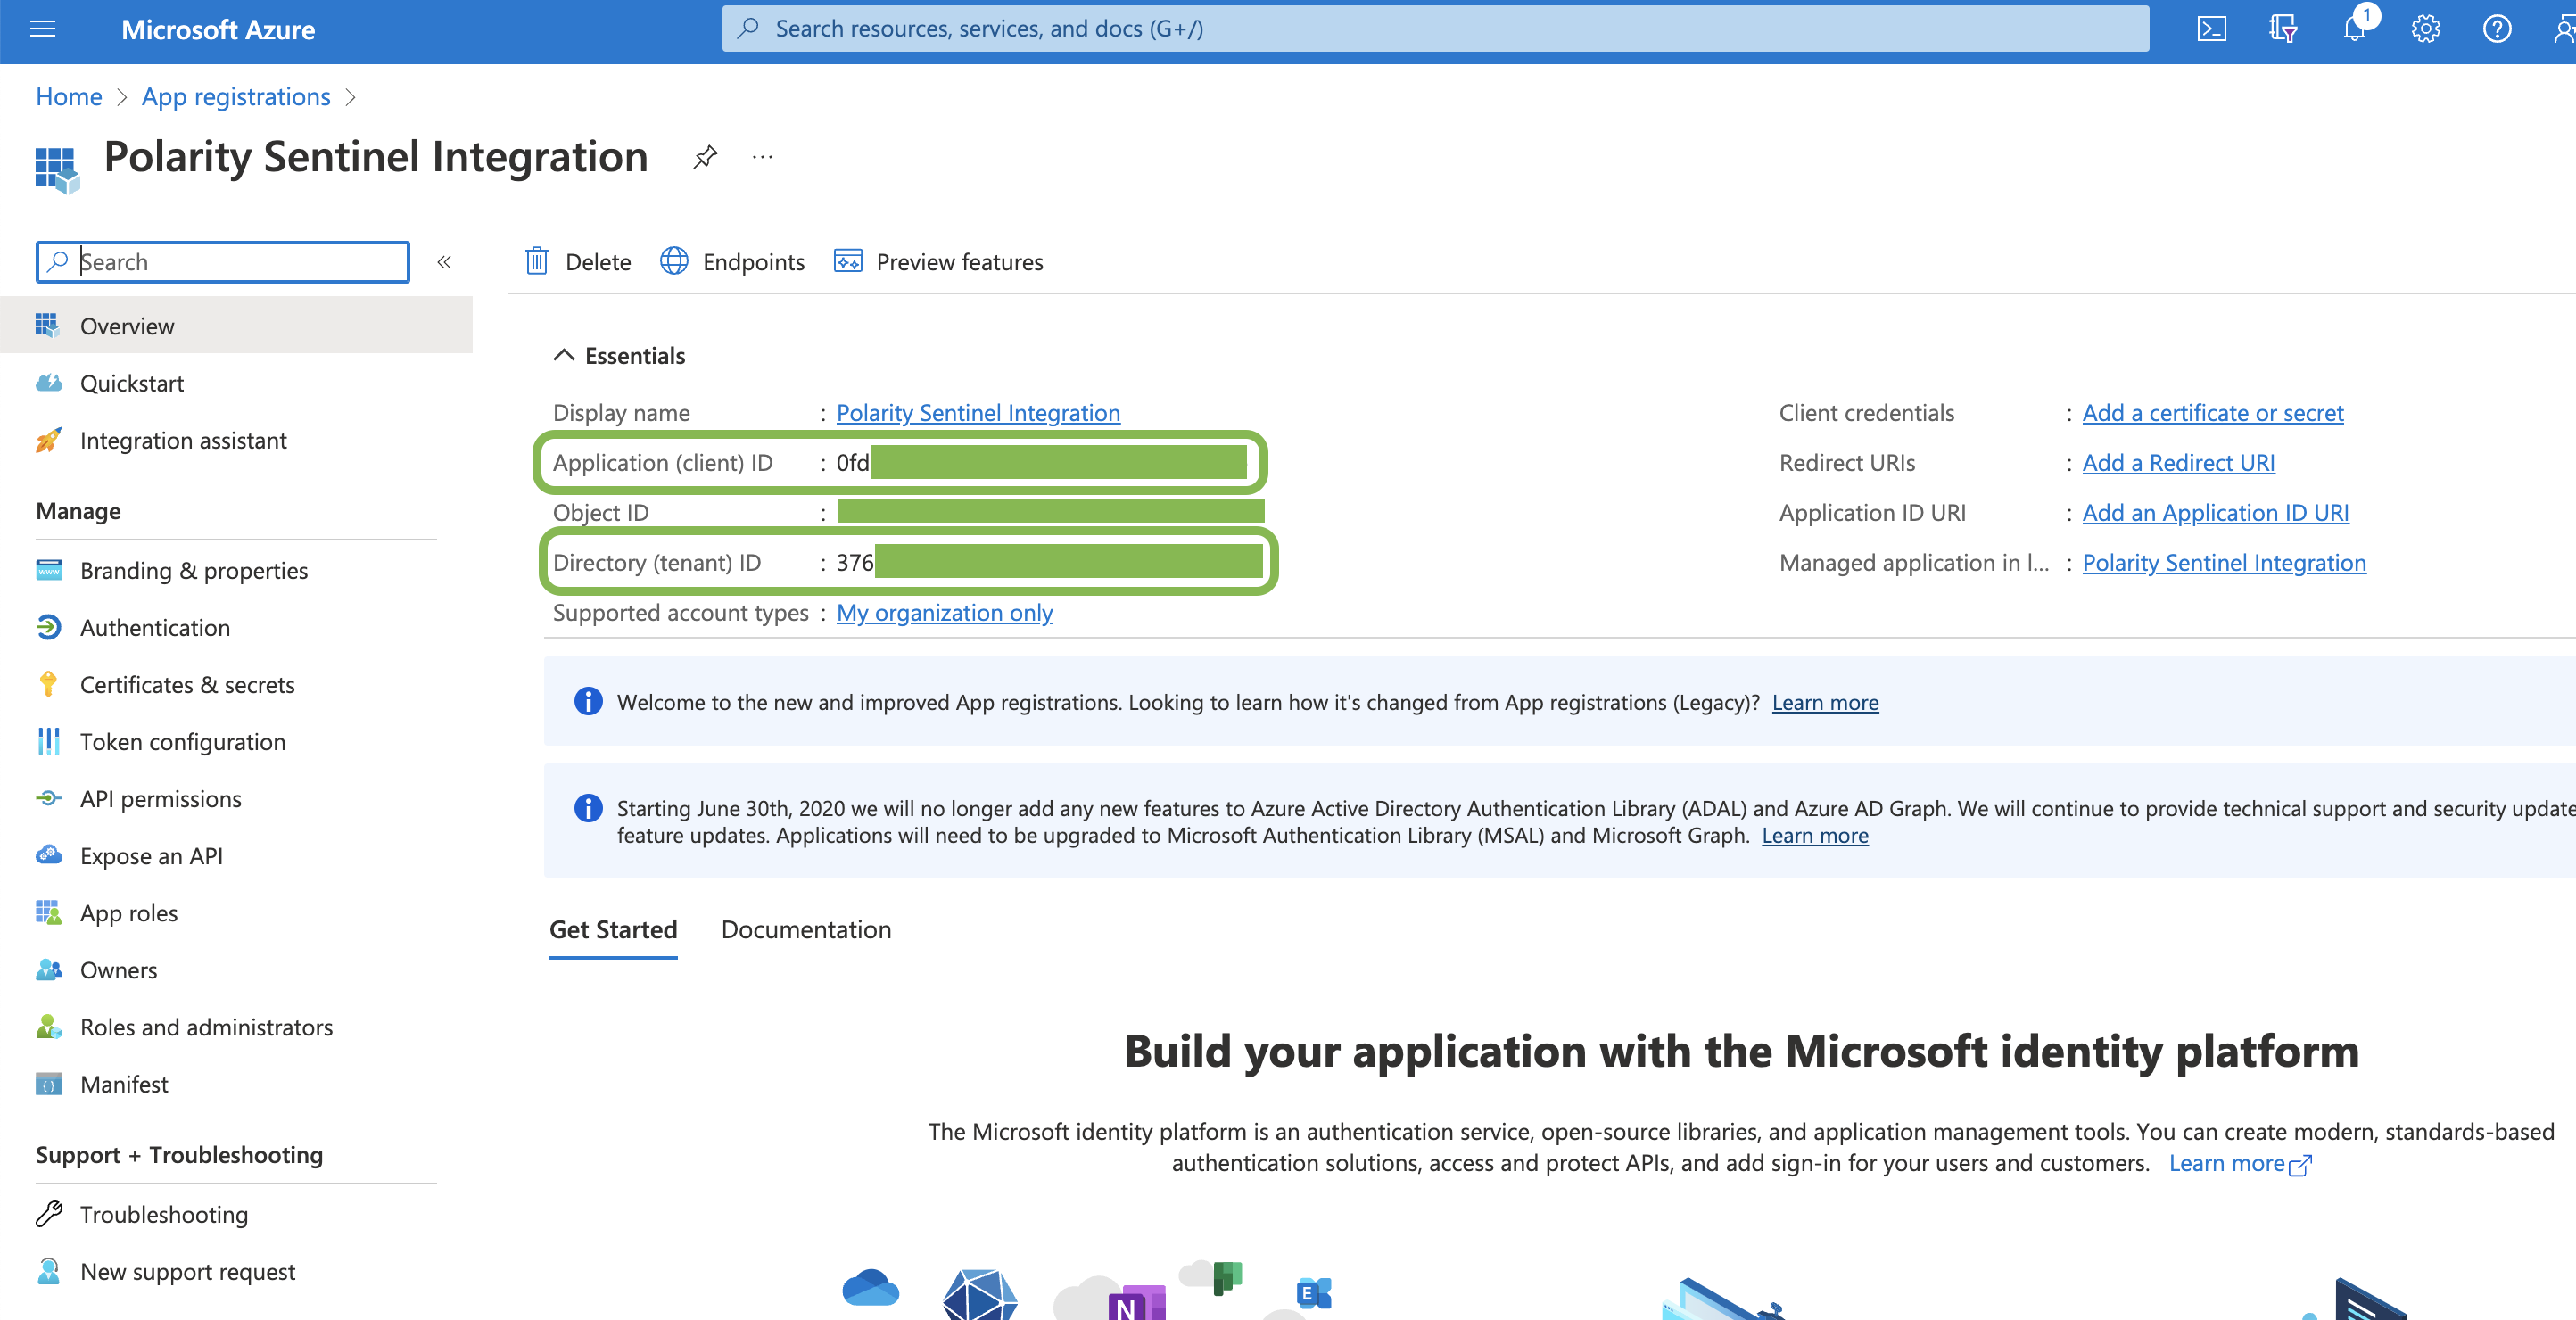 Microsoft Azure
Search resources, services, and docs (G+/)
1
Home > App registrations >
Polarity Sentinel Integration
Search
«
Delete
Endpoints
Preview features
Overview
Quickstart
Integration assistant
Manage
Branding & properties
Authentication
Certificates & secrets
Token configuration
API permissions
Expose an API
App roles
Owners
Roles and administrators
Manifest
Support + Troubleshooting
Troubleshooting
New support request
Essentials
Display name : Polarity Sentinel Integration
Application (client) ID : 0fd
Object ID :
Directory (tenant) ID : 376
Supported account types : My organization only
Client credentials : Add a certificate or secret
Redirect URIs : Add a Redirect URI
Application ID URI : Add an Application ID URI
Managed application in l... : Polarity Sentinel Integration
Welcome to the new and improved App registrations. Looking to learn how it's changed from App registrations (Legacy)? Learn more
Starting June 30th, 2020 we will no longer add any new features to Azure Active Directory Authentication Library (ADAL) and Azure AD Graph. We will continue to provide technical support and security update
feature updates. Applications will need to be upgraded to Microsoft Authentication Library (MSAL) and Microsoft Graph. Learn more
Get Started
Documentation
Build your application with the Microsoft identity platform
The Microsoft identity platform is an authentication service, open-source libraries, and application management tools. You can create modern, standards-based
authentication solutions, access and protect APIs, and add sign-in for your users and customers. Learn more
N
E